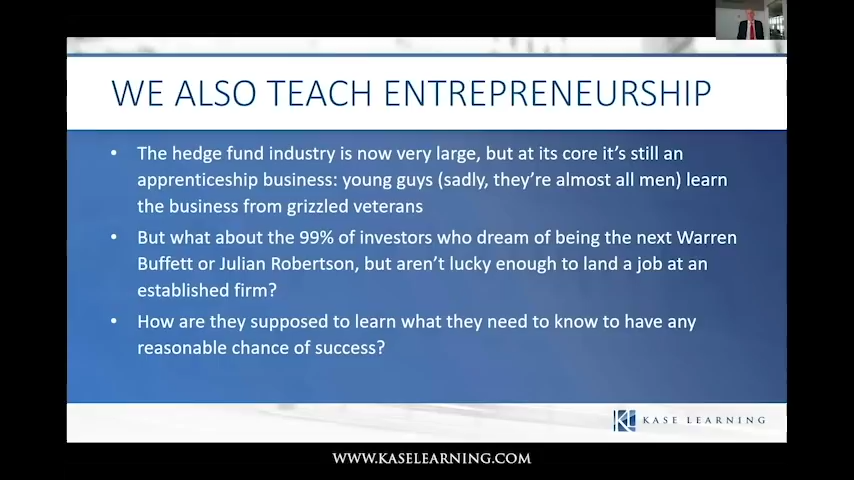 WE ALSO TEACH ENTREPRENEURSHIP
• The hedge fund industry is now very large, but at its core it’s still an
apprenticeship business: young guys (sadly, they’re almost all men) learn
the business from grizzled veterans
• But what about the 99% of investors who dream of being the next Warren
Buffett or Julian Robertson, but aren’t lucky enough to land a job at an
established firm?
• How are they supposed to learn what they need to know to have any
reasonable chance of success?
KL KASE LEARNING
WWW.KASELEARNING.COM